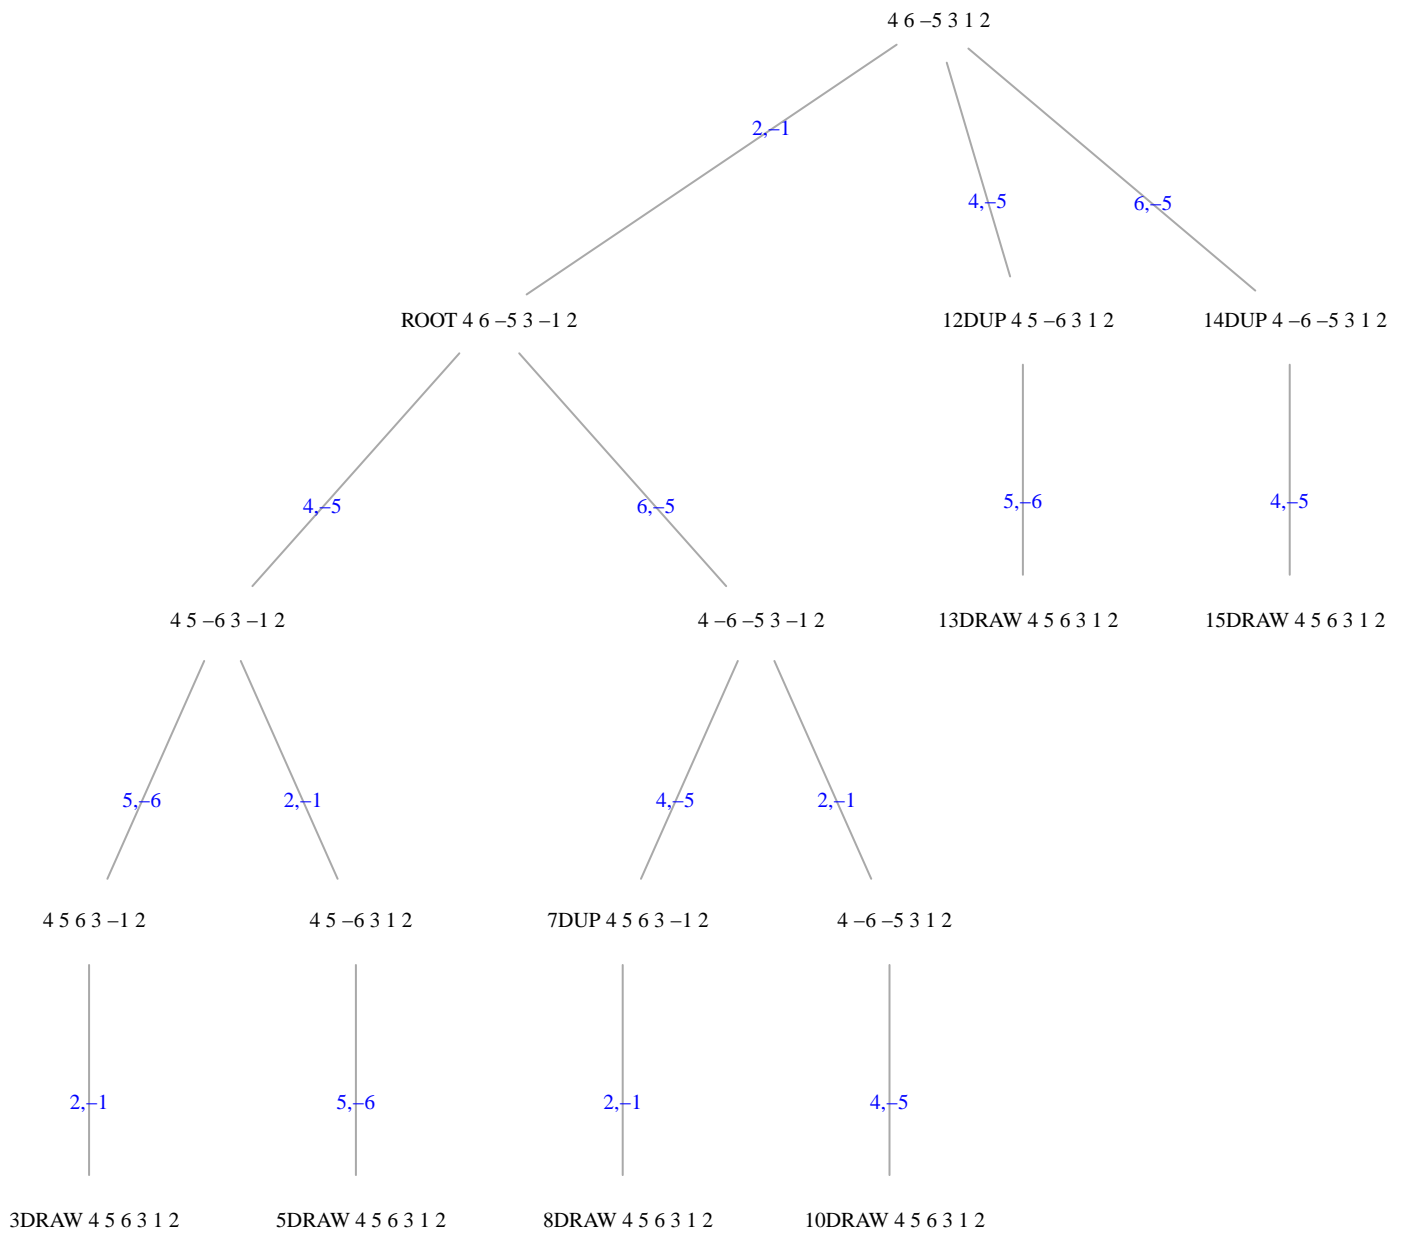 4 6 –5 3 1 2
2,–1
4,–5
6,–5
ROOT 4 6 –5 3 –1 2
12DUP 4 5 –6 3 1 2
14DUP 4 –6 –5 3 1 2
4,–5
6,–5
5,–6
4,–5
4 5 –6 3 –1 2
4 –6 –5 3 –1 2
13DRAW 4 5 6 3 1 2
15DRAW 4 5 6 3 1 2
5,–6
2,–1
4,–5
2,–1
4 5 6 3 –1 2
4 5 –6 3 1 2
7DUP 4 5 6 3 –1 2
4 –6 –5 3 1 2
2,–1
5,–6
2,–1
4,–5
3DRAW 4 5 6 3 1 2
5DRAW 4 5 6 3 1 2
8DRAW 4 5 6 3 1 2
10DRAW 4 5 6 3 1 2